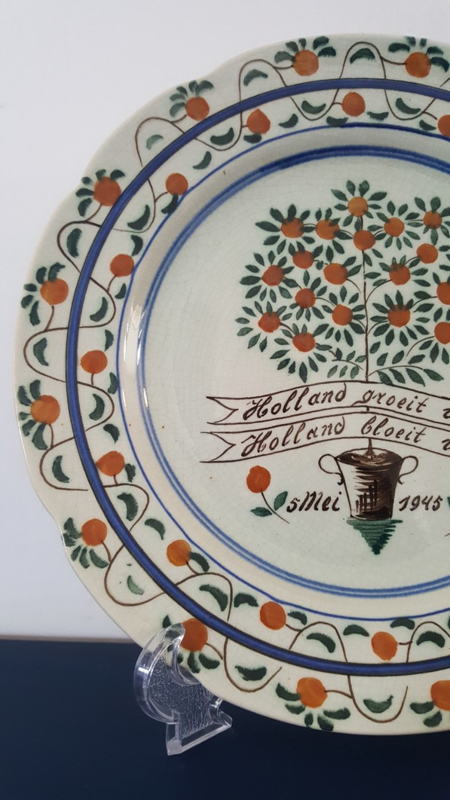 Holland groeit
Holland bloeit
5 Mei 1945